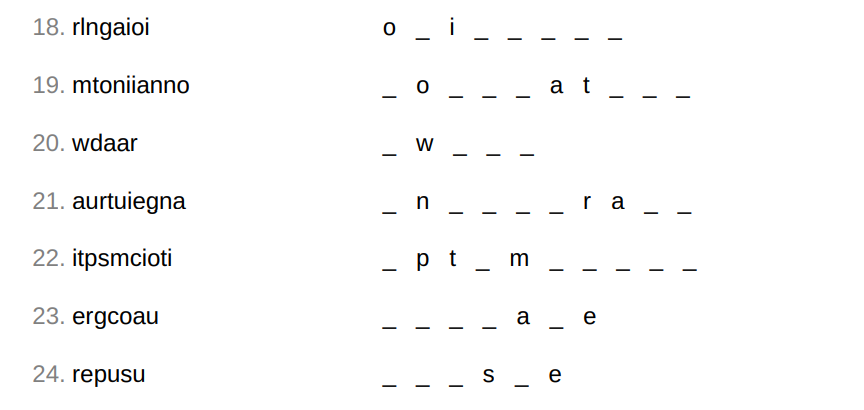 18. rlngaioi o _ i _ _ _ _ _
19. mtoniianno _ o _ _ _ a t _ _ _
20. wdaar _ w _ _ _
21. aurtuiegna _ n _ _ _ _ r a _ _
22. itpsmcioti _ p t _ m _ _ _ _ _
23. ergcoau _ _ _ _ a _ e
24. repusu _ _ _ s _ e